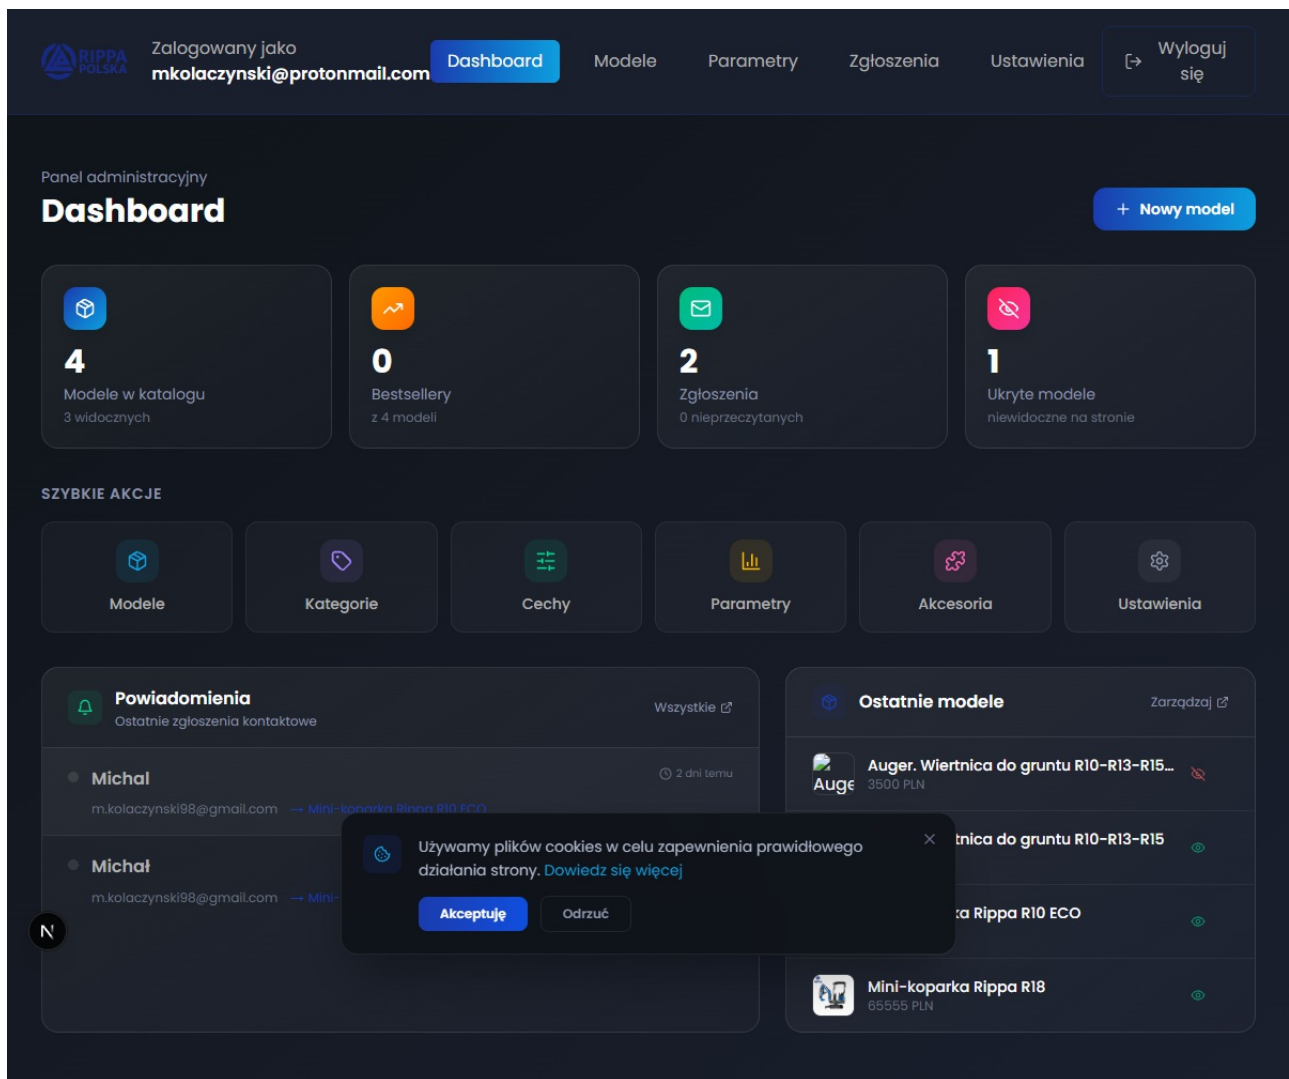 RIPPA
POLSKA
Zalogowany jako
mkolaczynski@protonmail.com
Dashboard
Modele
Parametry
Zgłoszenia
Ustawienia
Wyloguj
się
Panel administracyjny
Dashboard
+ Nowy model
4
Modele w katalogu
3 widocznych
0
Bestsellery
z 4 modeli
2
Zgłoszenia
0 nieprzeczytanych
1
Ukryte modele
niewidoczne na stronie
SZYBKIE AKCJE
Modele
Kategorie
Cechy
Parametry
Akcesoria
Ustawienia
Powiadomienia
Ostatnie zgłoszenia kontaktowe
Wszystkie
Michal
2 dni temu
m.kolaczynski98@gmail.com → Mini-koparka Rippa R10 ECO
Michał
m.kolaczynski98@gmail.com → Mini-
N
Ostatnie modele
Zarządzaj
Auge
Auger. Wiertnica do gruntu R10-R13-R15...
3500 PLN
tnica do gruntu R10-R13-R15
ka Rippa R10 ECO
Mini-koparka Rippa R18
65555 PLN
Używamy plików cookies w celu zapewnienia prawidłowego
działania strony. Dowiedz się więcej
Akceptuję
Odrzuć